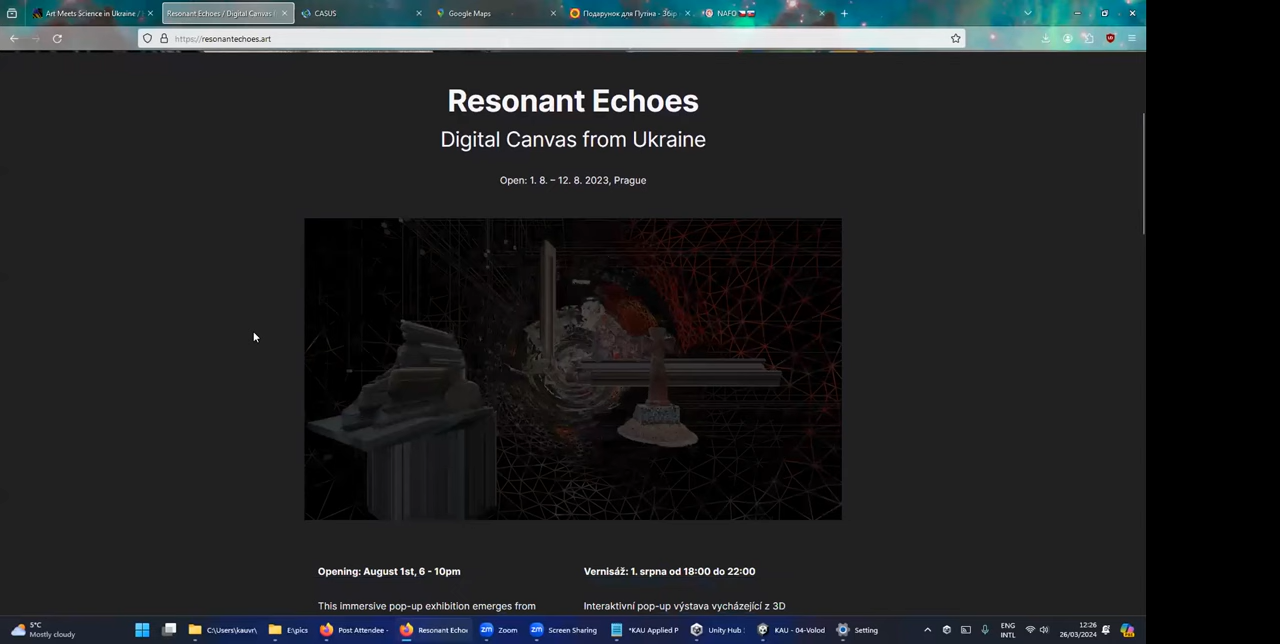 Art Meets Science in Ukraine /
Resonant Echoes / Digital Canvas
CASUS
Google Maps
Подарунок для Путіна - Збір
NAFO
https://resonantechoes.art
Resonant Echoes
Digital Canvas from Ukraine
Open: 1. 8. – 12. 8. 2023, Prague
Opening: August 1st, 6 - 10pm
Vernisáž: 1. srpna od 18:00 do 22:00
This immersive pop-up exhibition emerges from
Interaktivní pop-up výstava vycházející z 3D
5°C
Mostly cloudy
C:\Users\kauvr\
E:\pics
Post Attendee -
Resonant Echo
Zoom
Screen Sharing
*KAU Applied P
Unity Hub
KAU - 04-Volod
Setting
ENG
INTL
12:26
26/03/2024